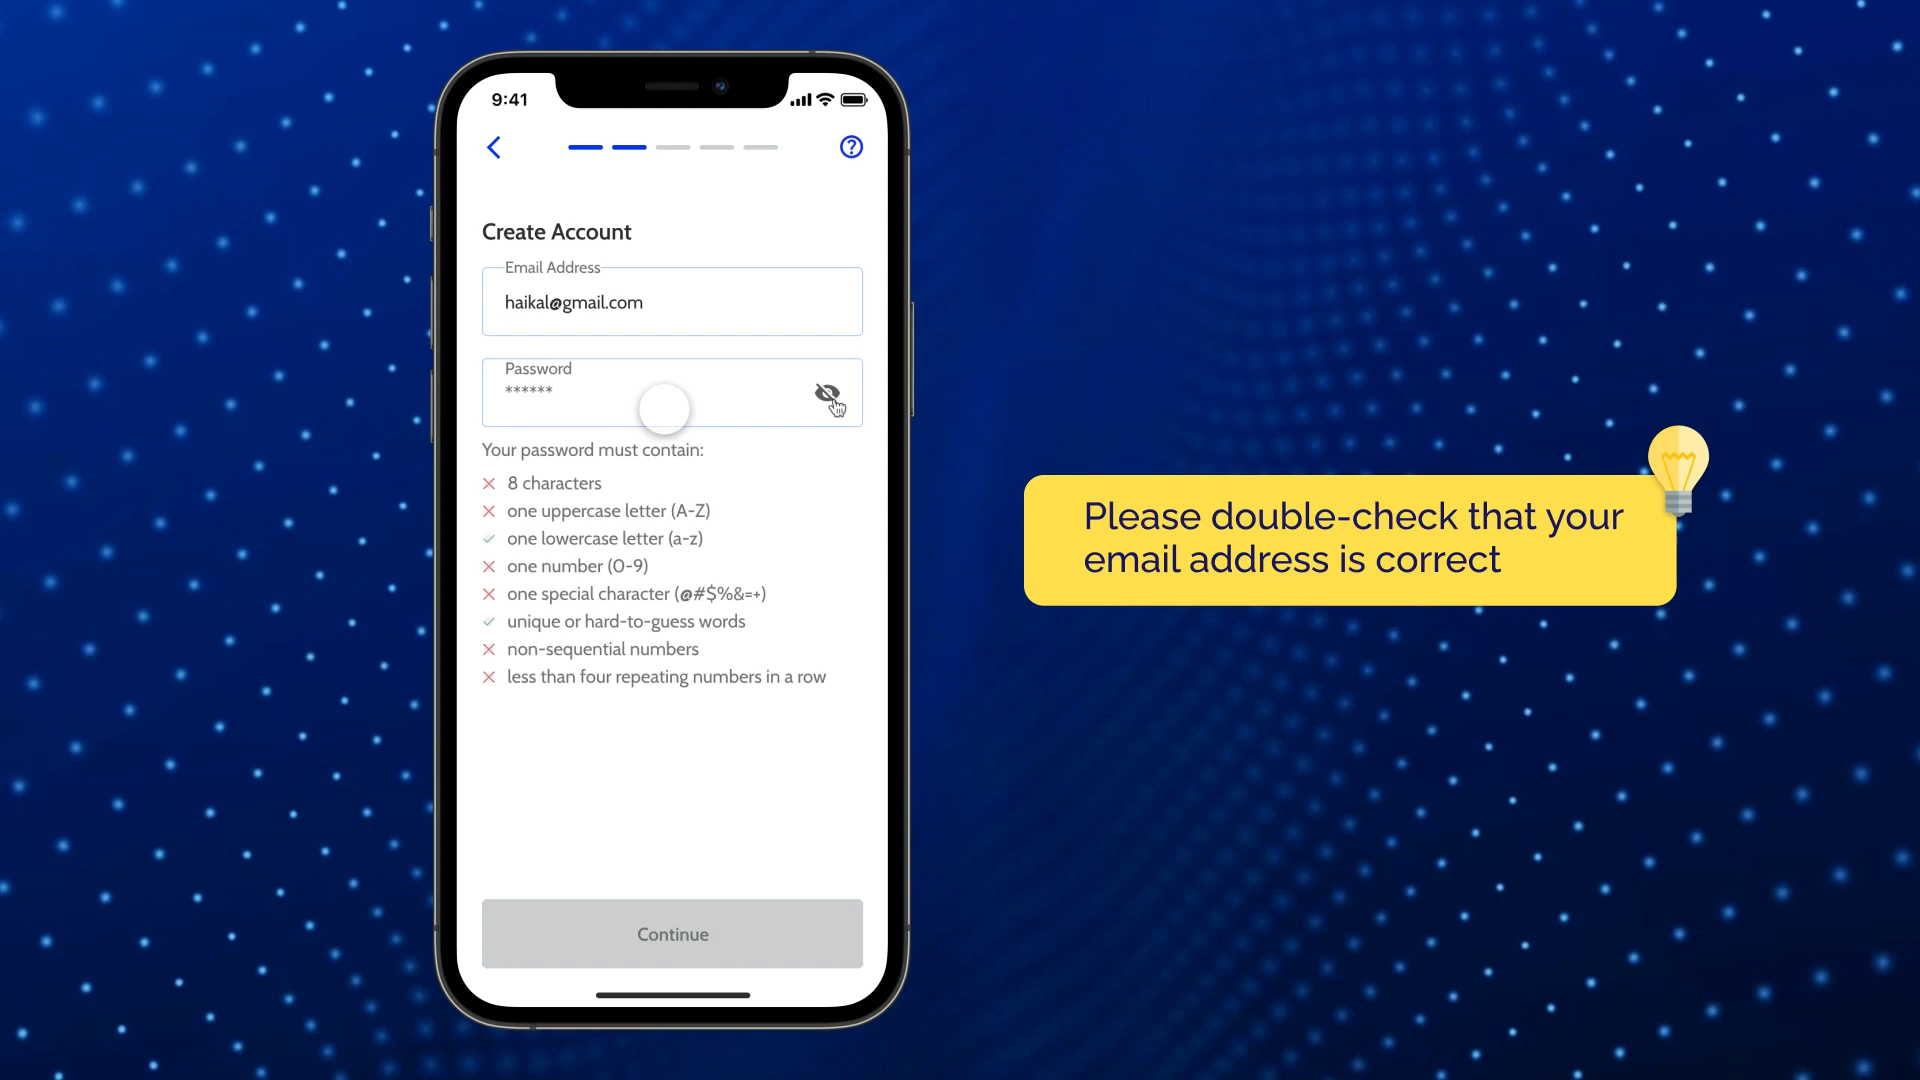 9:41
Create Account
Email Address
haikal@gmail.com
Password
******
Your password must contain:
8 characters
one uppercase letter (A-Z)
one lowercase letter (a-z)
one number (0-9)
one special character (@#$%&=+)
unique or hard-to-guess words
non-sequential numbers
less than four repeating numbers in a row
Continue
Please double-check that your
email address is correct